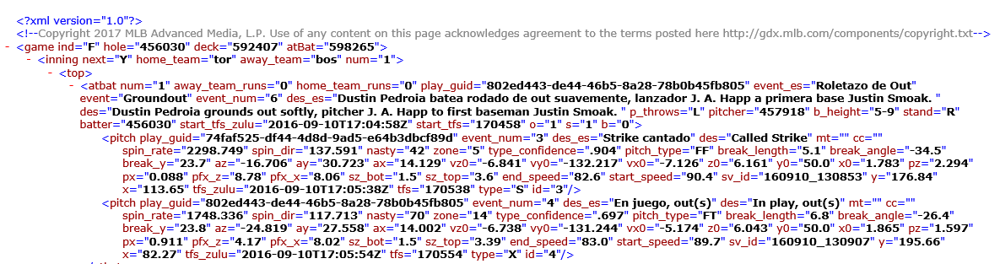 <?xml version="1.0"?>
<!--Copyright 2017 MLB Advanced Media, L.P. Use of any content on this page acknowledges agreement to the terms posted here http://gdx.mlb.com/components/copyright.txt-->
- <game ind="F" hole="456030" deck="592407" atBat="598265">
- <inning next="Y" home_team="tor" away_team="bos" num="1">
- <top>
- <atbat num="1" away_team_runs="0" home_team_runs="0" play_guid="802ed443-de44-46b5-8a28-78b0b45fb805" event_es="Roletazo de Out"
event="Groundout" event_num="6" des_es="Dustin Pedroia batea rodado de out suavemente, lanzador J. A. Happ a primera base Justin Smoak. "
des="Dustin Pedroia grounds out softly, pitcher J. A. Happ to first baseman Justin Smoak. " p_throws="L" pitcher="457918" b_height="5-9" stand="R"
batter="456030" start_tfs_zulu="2016-09-10T17:04:58Z" start_tfs="170458" o="1" s="1" b="0">
<pitch play_guid="74faf525-df44-4d8d-9ad5-e64b3dbcf89d" event_num="3" des_es="Strike cantado" des="Called Strike" mt="" cc=""
spin_rate="2298.749" spin_dir="137.591" nasty="42" zone="5" type_confidence=".904" pitch_type="FF" break_length="5.1" break_angle="-34.5"
break_y="23.7" az="-16.706" ay="30.723" ax="14.129" vz0="-6.841" vy0="-132.217" vx0="-7.126" z0="6.161" y0="50.0" x0="1.783" pz="2.294"
px="0.088" pfx_z="8.78" pfx_x="8.06" sz_bot="1.5" sz_top="3.6" end_speed="82.6" start_speed="90.4" sv_id="160910_130853" y="176.84"
x="113.65" tfs_zulu="2016-09-10T17:05:38Z" tfs="170538" type="S" id="3"/>
<pitch play_guid="802ed443-de44-46b5-8a28-78b0b45fb805" event_num="4" des_es="En juego, out(s)" des="In play, out(s)" mt="" cc=""
spin_rate="1748.336" spin_dir="117.713" nasty="70" zone="14" type_confidence=".697" pitch_type="FT" break_length="6.8" break_angle="-26.4"
break_y="23.8" az="-24.819" ay="27.558" ax="14.002" vz0="-6.738" vy0="-131.244" vx0="-5.174" z0="6.043" y0="50.0" x0="1.865" pz="1.597"
px="0.911" pfx_z="4.17" pfx_x="8.02" sz_bot="1.5" sz_top="3.39" end_speed="83.0" start_speed="89.7" sv_id="160910_130907" y="195.66"
x="82.27" tfs_zulu="2016-09-10T17:05:54Z" tfs="170554" type="X" id="4"/>